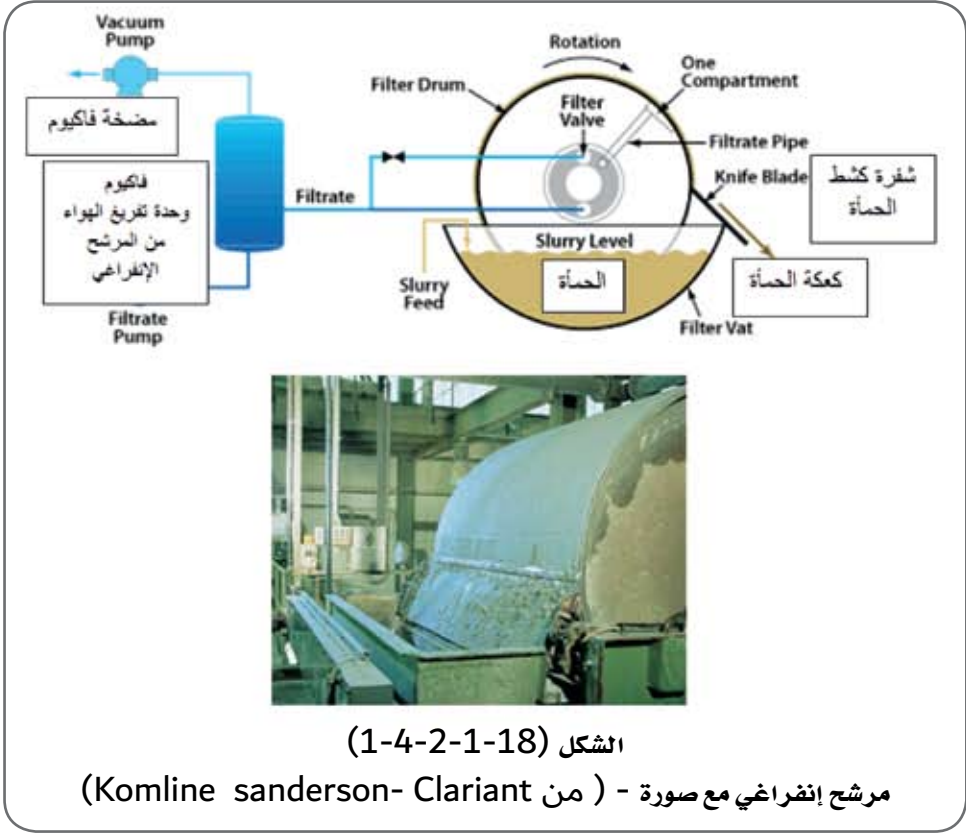 Vacuum
Pump
مضخة فاكيوم
فاكيوم
وحدة تفريغ الهواء
من المرشح
الإنفراغي
Filtrate
Pump
Filtrate
Rotation
Filter Drum
Filter
Valve
One
Compartment
Filtrate Pipe
Knife Blade
شفرة كشط
الحمأة
Slurry Level
الحمأة
كعكة الحمأة
Slurry
Feed
Filter Vat
الشكل (18-1-2-4-1)
مرشح إنفراغي مع صورة - ( من Komline sanderson- Clariant)